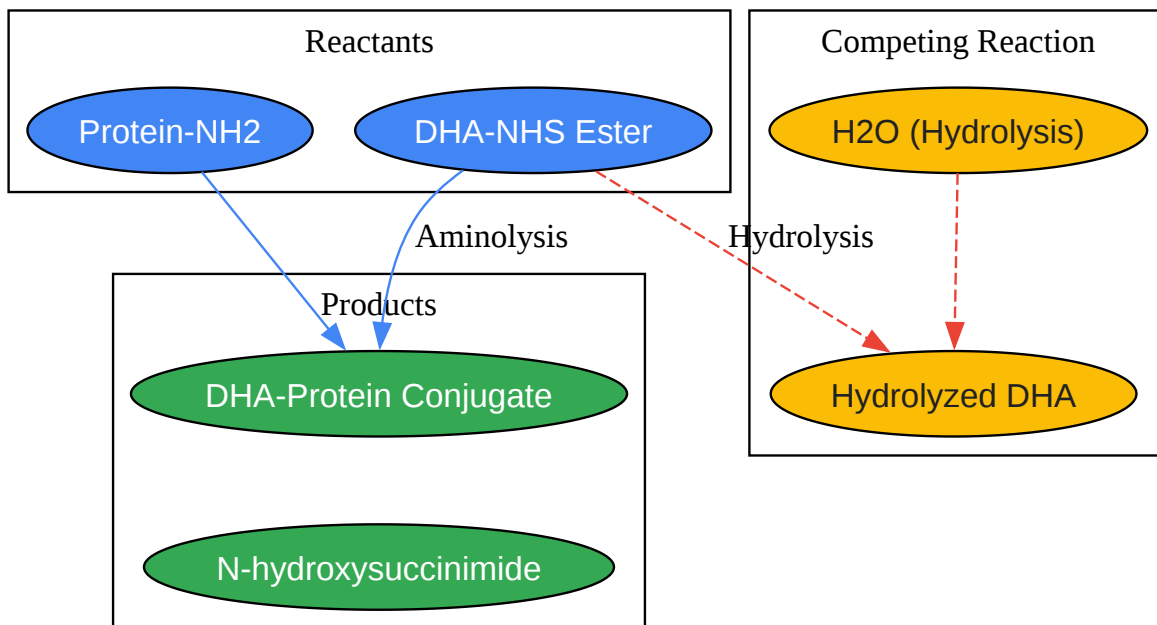 Reactants
Competing Reaction
Protein-NH2
DHA-NHS Ester
H2O (Hydrolysis)
Aminolysis
Hydrolysis
Products
DHA-Protein Conjugate
Hydrolyzed DHA
N-hydroxysuccinimide